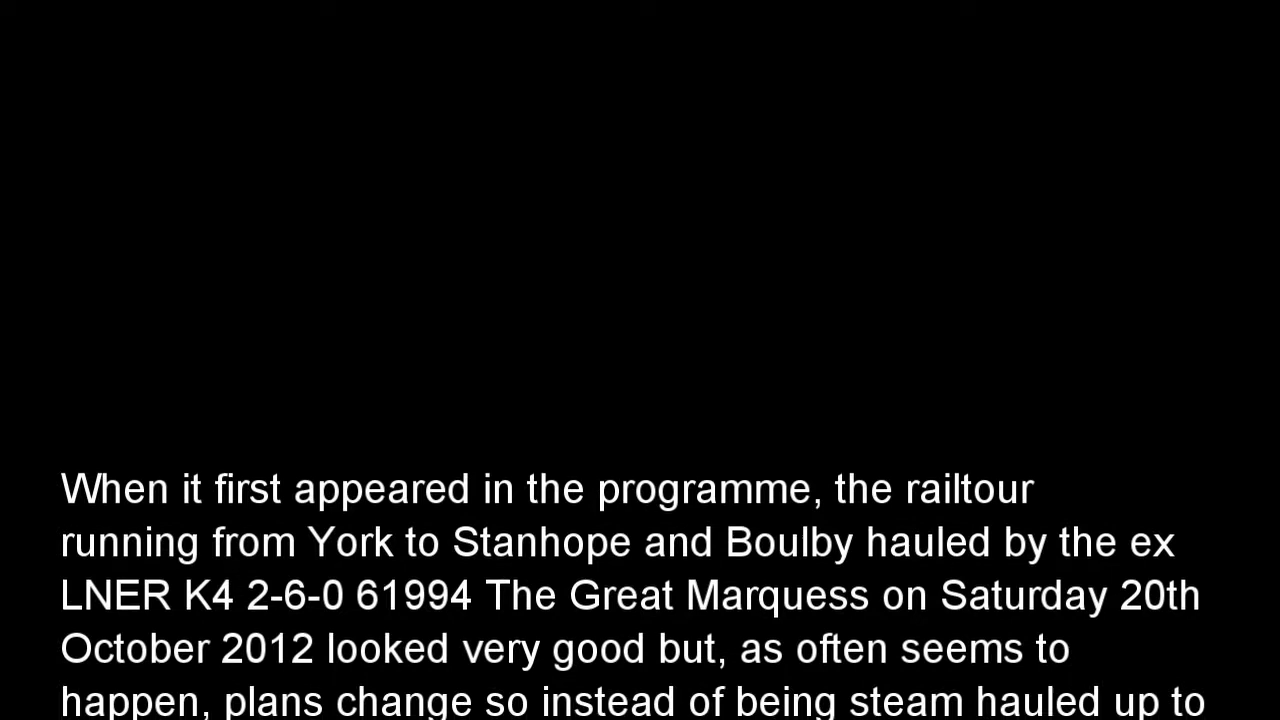 When it first appeared in the programme, the railtour
running from York to Stanhope and Boulby hauled by the ex
LNER K4 2-6-0 61994 The Great Marquess on Saturday 20th
October 2012 looked very good but, as often seems to
happen, plans change so instead of being steam hauled up to